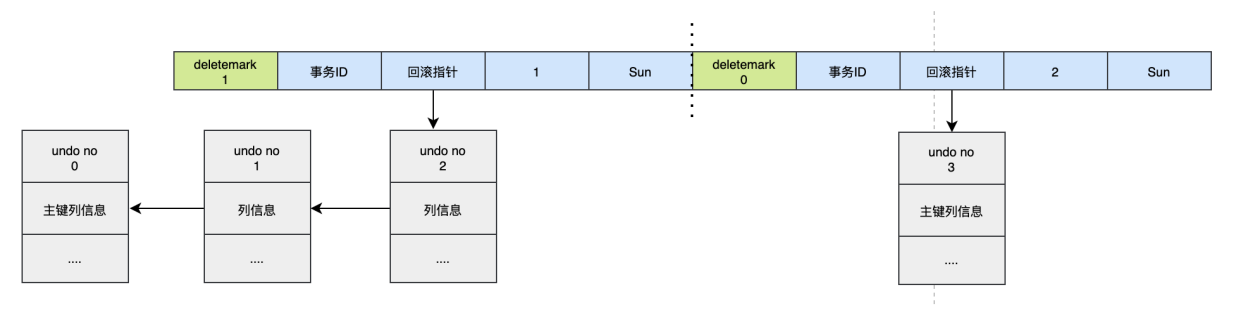 deletemark
1
事务ID
回滚指针
1
Sun
deletemark
0
事务ID
回滚指针
2
Sun
undo no
0
主键列信息
....
undo no
1
列信息
....
undo no
2
列信息
....
undo no
3
主键列信息
....